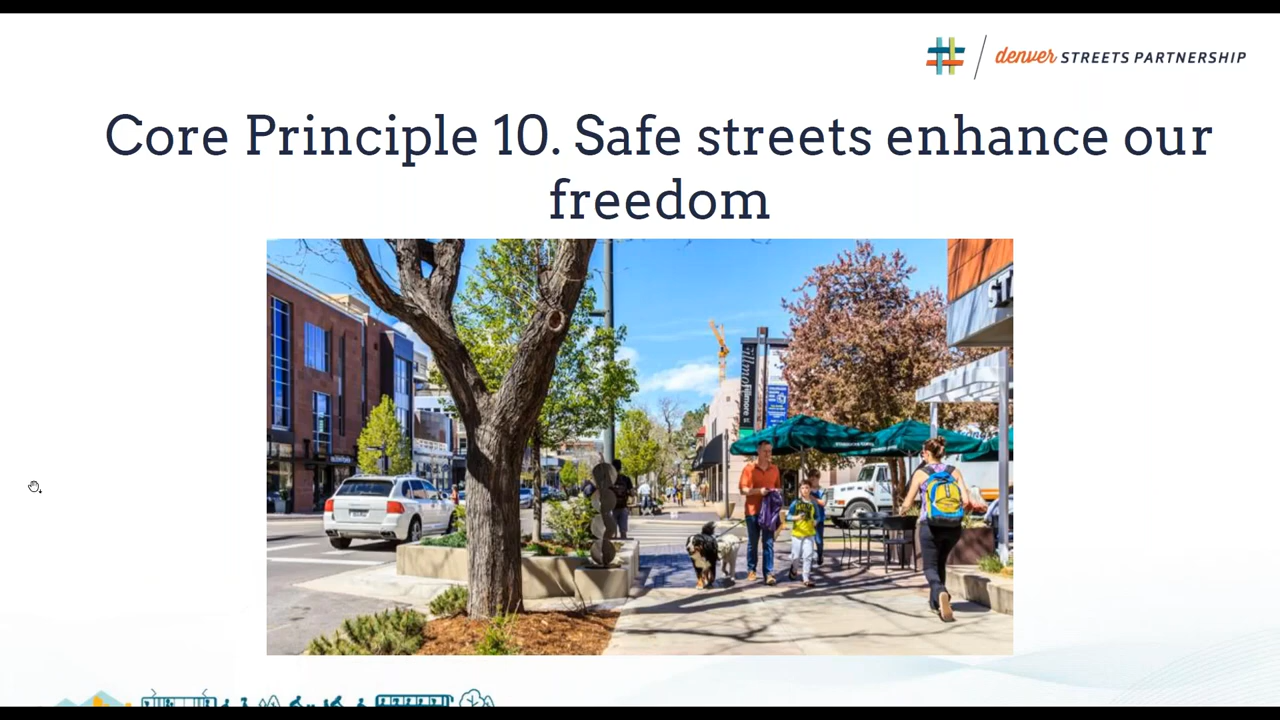 denver STREETS PARTNERSHIP
Core Principle 10. Safe streets enhance our
freedom
Fillmore